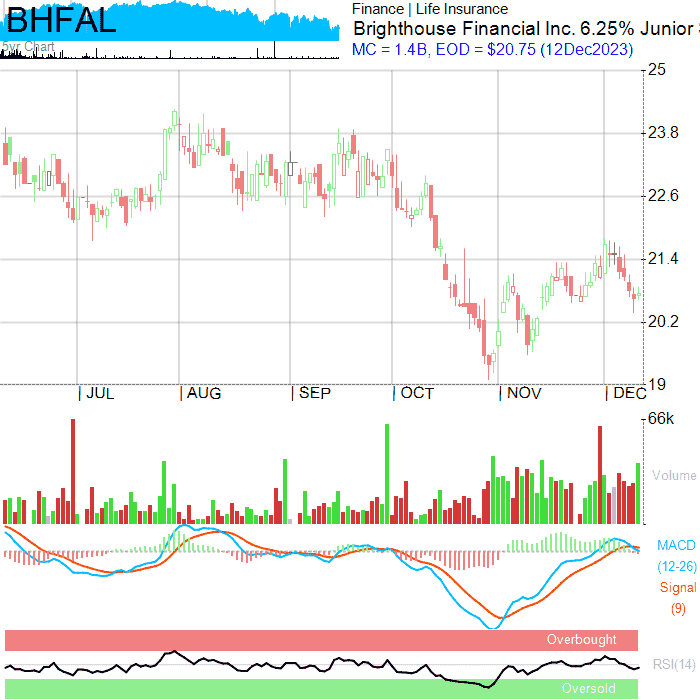 BHFAL
5yr Chart
Finance | Life Insurance
Brighthouse Financial Inc. 6.25% Junior
MC = 1.4B, EOD = $20.75 (12Dec2023)
25
23.8
22.6
21.4
20.2
19
JUL AUG SEP OCT NOV DEC
66k
Volume
MACD
(12-26)
Signal
(9)
Overbought
RSI(14)
Oversold